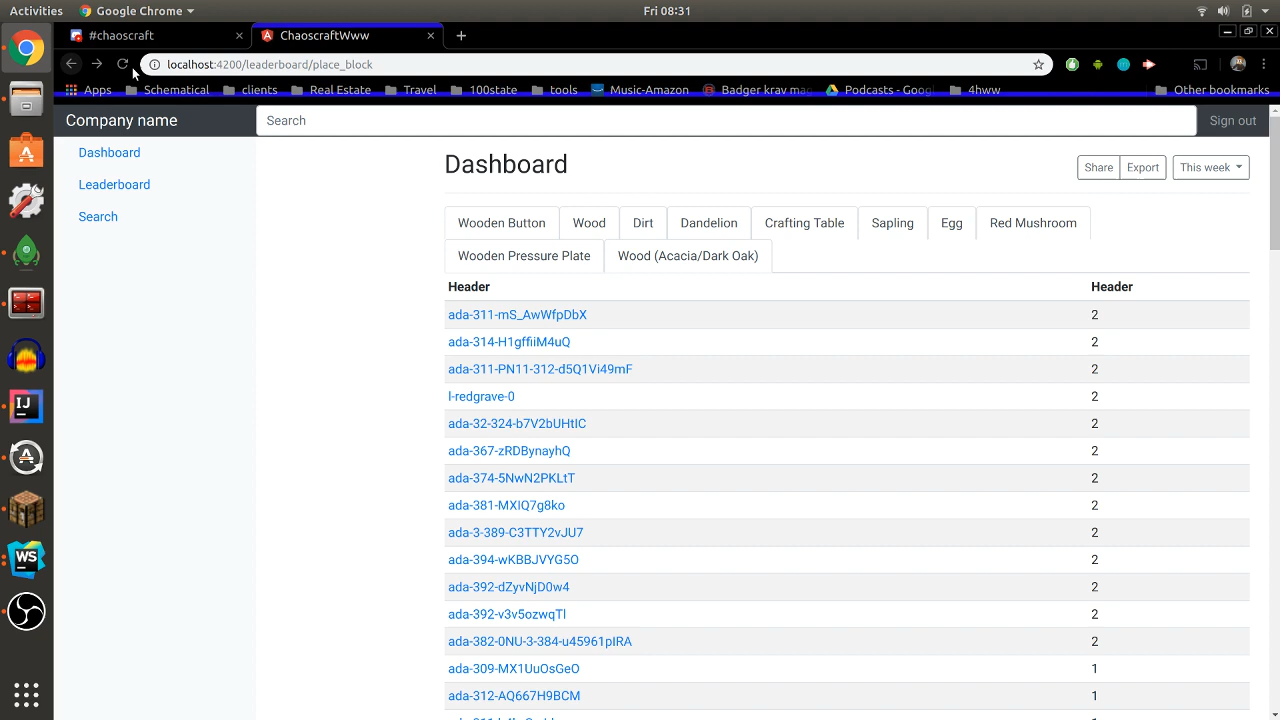 Activities Google Chrome Fri 08:31
#chaoscraft ChaoscraftWww
localhost:4200/leaderboard/place_block
Apps Schematical clients Real Estate Travel 100state tools Music-Amazon Badger krav mag Podcasts - Goog 4hww Other bookmarks
Company name Search Sign out
Dashboard
Leaderboard
Search
Dashboard Share Export This week
Wooden Button Wood Dirt Dandelion Crafting Table Sapling Egg Red Mushroom
Wooden Pressure Plate Wood (Acacia/Dark Oak)
Header Header
ada-311-mS_AwWfpDbX 2
ada-314-H1gffiiM4uQ 2
ada-311-PN11-312-d5Q1Vi49mF 2
l-redgrave-0 2
ada-32-324-b7V2bUHtIC 2
ada-367-zRDBynayhQ 2
ada-374-5NwN2PKLtT 2
ada-381-MXIQ7g8ko 2
ada-3-389-C3TTY2vJU7 2
ada-394-wKBBJVYG5O 2
ada-392-dZyvNjD0w4 2
ada-392-v3v5ozwqTl 2
ada-382-0NU-3-384-u45961pIRA 2
ada-309-MX1UuOsGeO 1
ada-312-AQ667H9BCM 1
IJ
WS